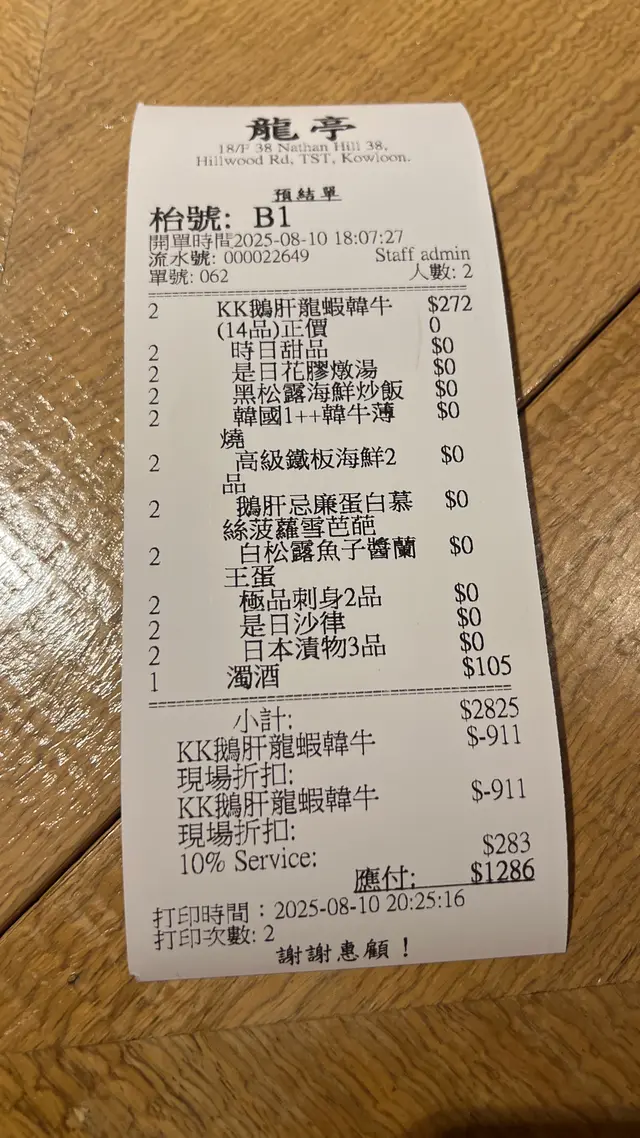 龍亭
18/F 38 Nathan Hill 38,
Hillwood Rd, TST, Kowloon.
預結單
枱號: B1
開單時間2025-08-10 18:07:27
流水號: 000022649 Staff admin
單號: 062 人數: 2
2 KK鵝肝龍蝦韓牛 $272
(14品)正價 0
2 時日甜品 $0
2 是日花膠燉湯 $0
2 黑松露海鮮炒飯 $0
2 韓國1++韓牛薄 $0
燒
2 高級鐵板海鮮2 $0
品
2 鵝肝忌廉蛋白慕 $0
絲菠蘿雪芭葩
2 白松露魚子醬蘭 $0
王蛋
2 極品刺身2品 $0
2 是日沙律 $0
2 日本漬物3品 $0
1 濁酒 $105
小計: $2825
KK鵝肝龍蝦韓牛 $-911
現場折扣:
KK鵝肝龍蝦韓牛 $-911
現場折扣:
10% Service: $283
應付: $1286
打印時間：2025-08-10 20:25:16
打印次數: 2
謝謝惠顧！